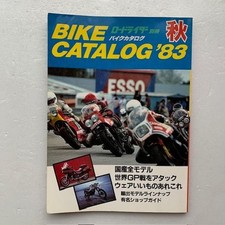 BIKE
ロードライダー 別冊 秋
バイクカタログ
CATALOG '83
ESSO
国産全モデル
世界GP戦をアタック
ウェアいいものあれこれ
輸出モデルラインナップ
有名ショップガイド